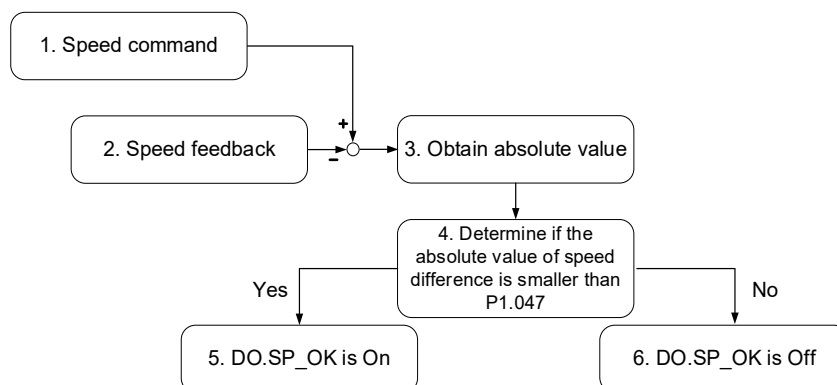 1. Speed command
+
2. Speed feedback
-
3. Obtain absolute value
4. Determine if the
absolute value of speed
difference is smaller than
P1.047
Yes
No
5. DO.SP_OK is On
6. DO.SP_OK is Off